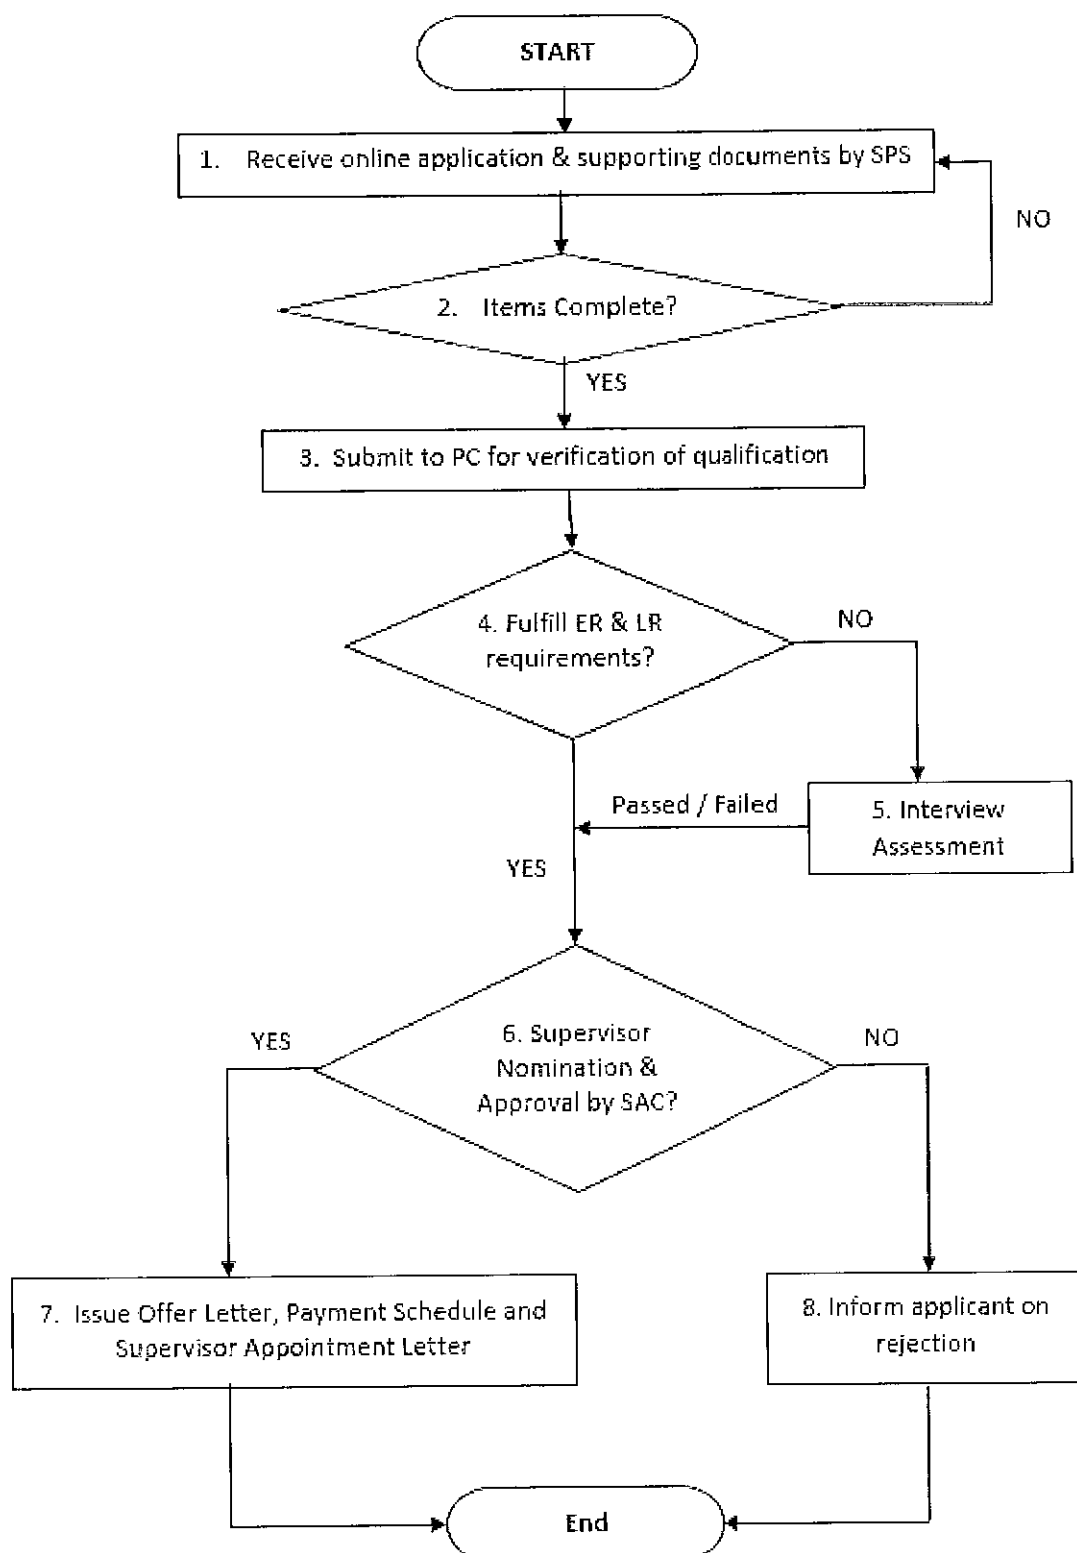 START
1. Receive online application & supporting documents by SPS
NO
2. Items Complete?
YES
3. Submit to PC for verification of qualification
4. Fulfill ER & LR
requirements?
NO
Passed / Failed
5. Interview
Assessment
YES
YES
6. Supervisor
Nomination &
Approval by SAC?
NO
7. Issue Offer Letter, Payment Schedule and
Supervisor Appointment Letter
8. Inform applicant on
rejection
End